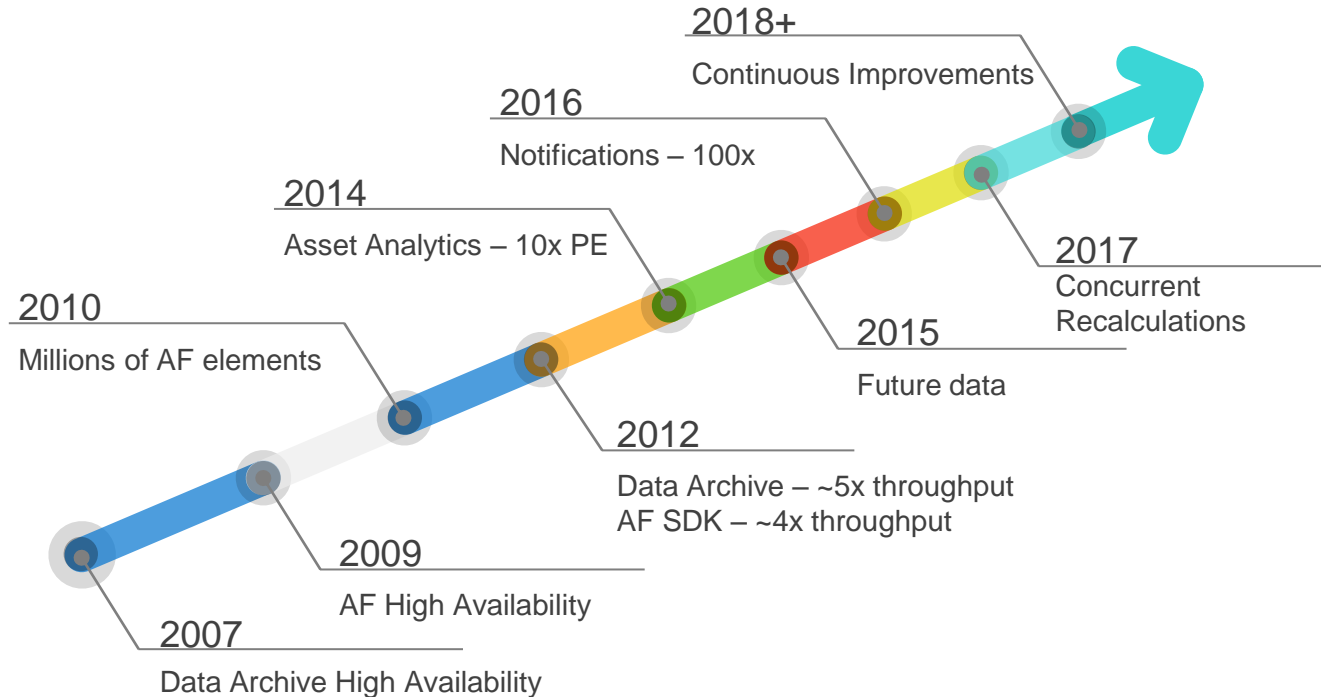 2018+
Continuous Improvements
2016
Notifications – 100x
2014
Asset Analytics – 10x PE
2017
Concurrent
Recalculations
2010
Millions of AF elements
2015
Future data
2012
Data Archive – ~5x throughput
AF SDK – ~4x throughput
2009
AF High Availability
2007
Data Archive High Availability